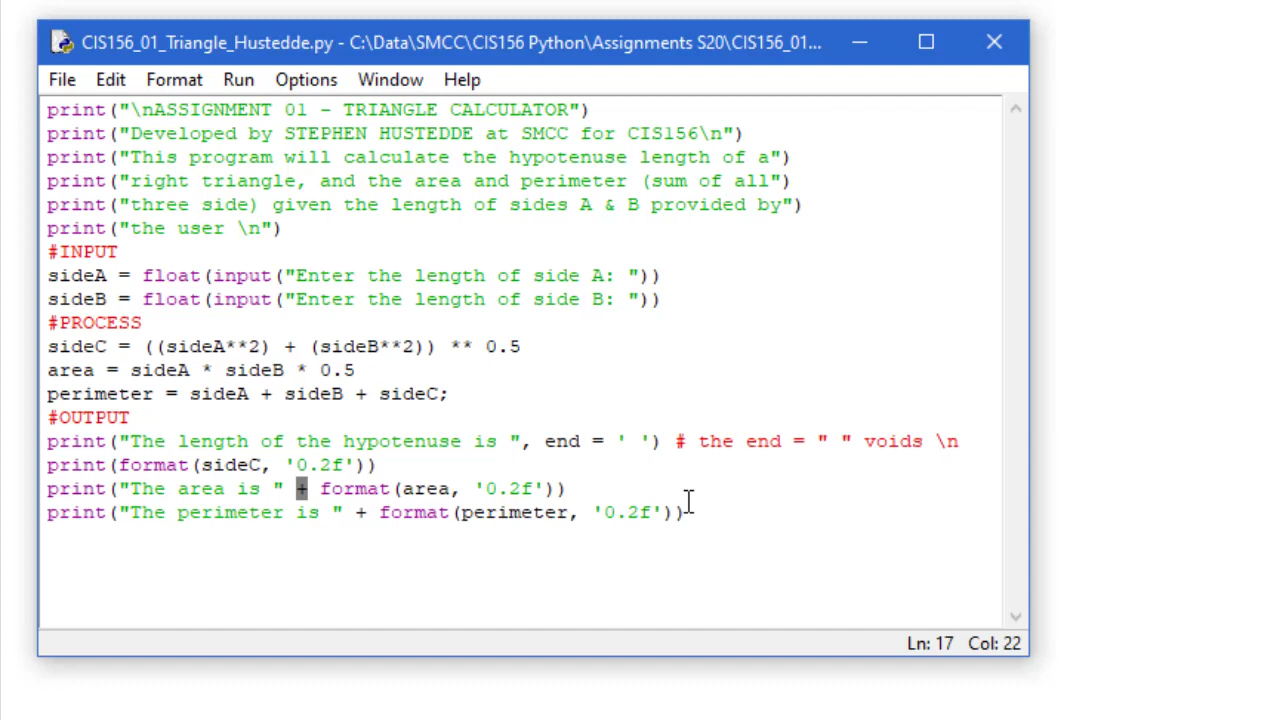 CIS156_01_Triangle_Hustedde.py - C:\Data\SMCC\CIS156 Python\Assignments S20\CIS156_01...
File Edit Format Run Options Window Help
print("\nASSIGNMENT 01 - TRIANGLE CALCULATOR")
print("Developed by STEPHEN HUSTEDDE at SMCC for CIS156\n")
print("This program will calculate the hypotenuse length of a")
print("right triangle, and the area and perimeter (sum of all")
print("three side) given the length of sides A & B provided by")
print("the user \n")
#INPUT
sideA = float(input("Enter the length of side A: "))
sideB = float(input("Enter the length of side B: "))
#PROCESS
sideC = ((sideA**2) + (sideB**2)) ** 0.5
area = sideA * sideB * 0.5
perimeter = sideA + sideB + sideC;
#OUTPUT
print("The length of the hypotenuse is ", end = ' ') # the end = " " voids \n
print(format(sideC, '0.2f'))
print("The area is " + format(area, '0.2f'))
print("The perimeter is " + format(perimeter, '0.2f'))
Ln: 17 Col: 22